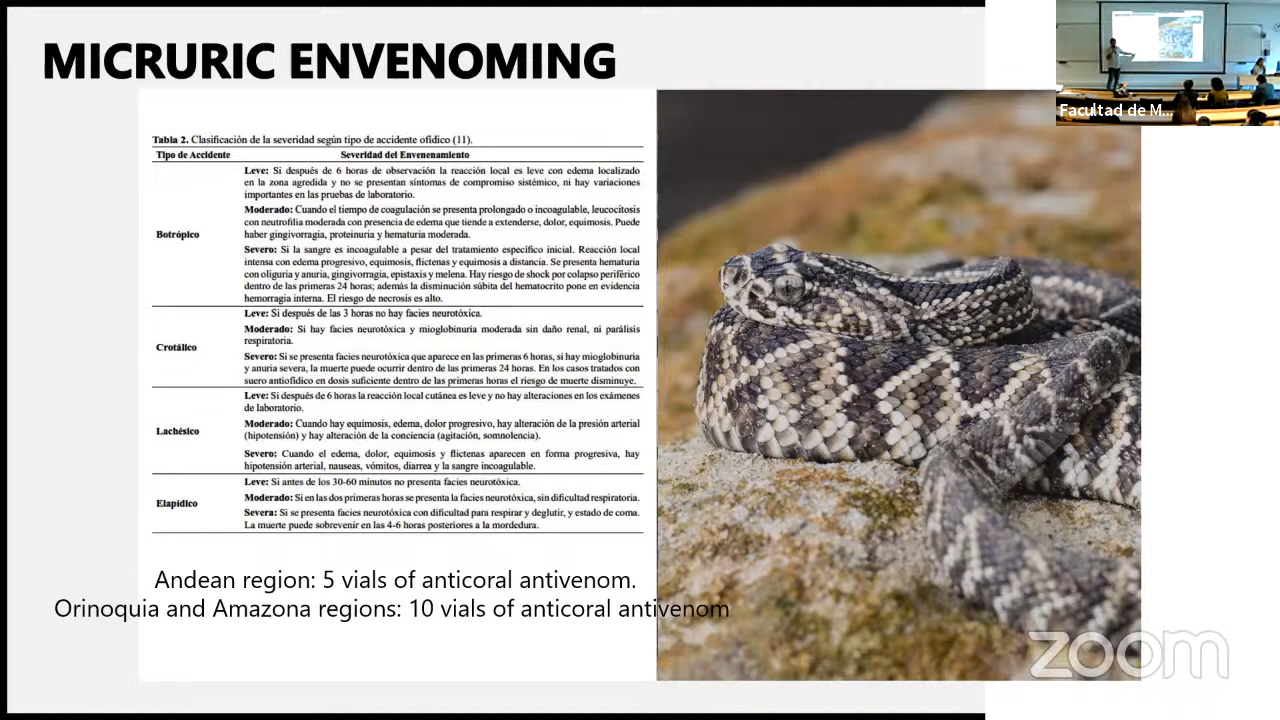 MICRURIC ENVENOMING
Facultad de M...
Tabla 2. Clasificación de la severidad según tipo de accidente ofídico (11).
Tipo de Accidente Severidad del Envenenamiento
Leve: Si después de 6 horas de observación la reacción local es leve con edema localizado
en la zona agredida y no se presentan síntomas de compromiso sistémico, ni hay variaciones
importantes en las pruebas de laboratorio.
Moderado: Cuando el tiempo de coagulación se presenta prolongado o incoagulable, leucocitosis
con neutrofilia moderada con presencia de edema que tiende a extenderse, dolor, equimosis. Puede
haber gingivorragia, proteinuria y hematuria moderada.
Botrópico
Severo: Si la sangre es incoagulable a pesar del tratamiento específico inicial. Reacción local
intensa con edema progresivo, equimosis, flictenas y equimosis a distancia. Se presenta hematuria
con oliguria y anuria, gingivorragia, epistaxis y melena. Hay riesgo de shock por colapso periférico
dentro de las primeras 24 horas; además la disminución súbita del hematocrito pone en evidencia
hemorragia interna. El riesgo de necrosis es alto.
Leve: Si después de las 3 horas no hay facies neurotóxica.
Moderado: Si hay facies neurotóxica y mioglobinuria moderada sin daño renal, ni parálisis
respiratoria.
Crotálico
Severo: Si se presenta facies neurotóxica que aparece en las primeras 6 horas, si hay mioglobinuria
y anuria severa, la muerte puede ocurrir dentro de las primeras 24 horas. En los casos tratados con
suero antiofídico en dosis suficiente dentro de las primeras horas el riesgo de muerte disminuye.
Leve: Si después de 6 horas la reacción local cutánea es leve y no hay alteraciones en los exámenes
de laboratorio.
Moderado: Cuando hay equimosis, edema, dolor progresivo, hay alteración de la presión arterial
(hipotensión) y hay alteración de la conciencia (agitación, somnolencia).
Lachésico
Severo: Cuando el edema, dolor, equimosis y flictenas aparecen en forma progresiva, hay
hipotensión arterial, nauseas, vómitos, diarrea y la sangre incoagulable.
Leve: Si antes de los 30-60 minutos no presenta facies neurotóxica.
Moderado: Si en las dos primeras horas se presenta la facies neurotóxica, sin dificultad respiratoria.
Elapídico
Severa: Si se presenta facies neurotóxica con dificultad para respirar y deglutir, y estado de coma.
La muerte puede sobrevenir en las 4-6 horas posteriores a la mordedura.
Andean region: 5 vials of anticoral antivenom.
Orinoquia and Amazona regions: 10 vials of anticoral antivenom
zoom